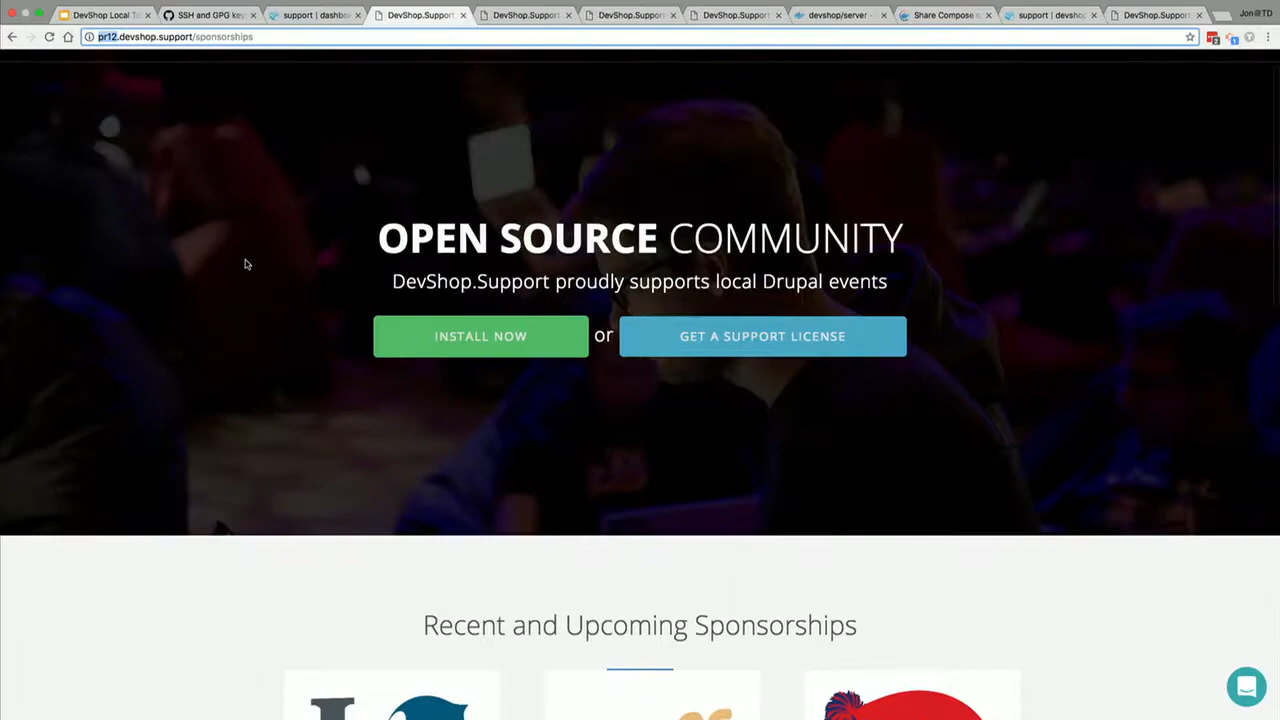 DevShop Local To
SSH and GPG key
support | dashbo
DevShop.Support
DevShop.Support
DevShop.Support
DevShop.Support
devshop/server -
Share Compose c
support | devshop
DevShop.Support
Jon@TD
pr12.devshop.support/sponsorships
OPEN SOURCE COMMUNITY
DevShop.Support proudly supports local Drupal events
INSTALL NOW or GET A SUPPORT LICENSE
Recent and Upcoming Sponsorships